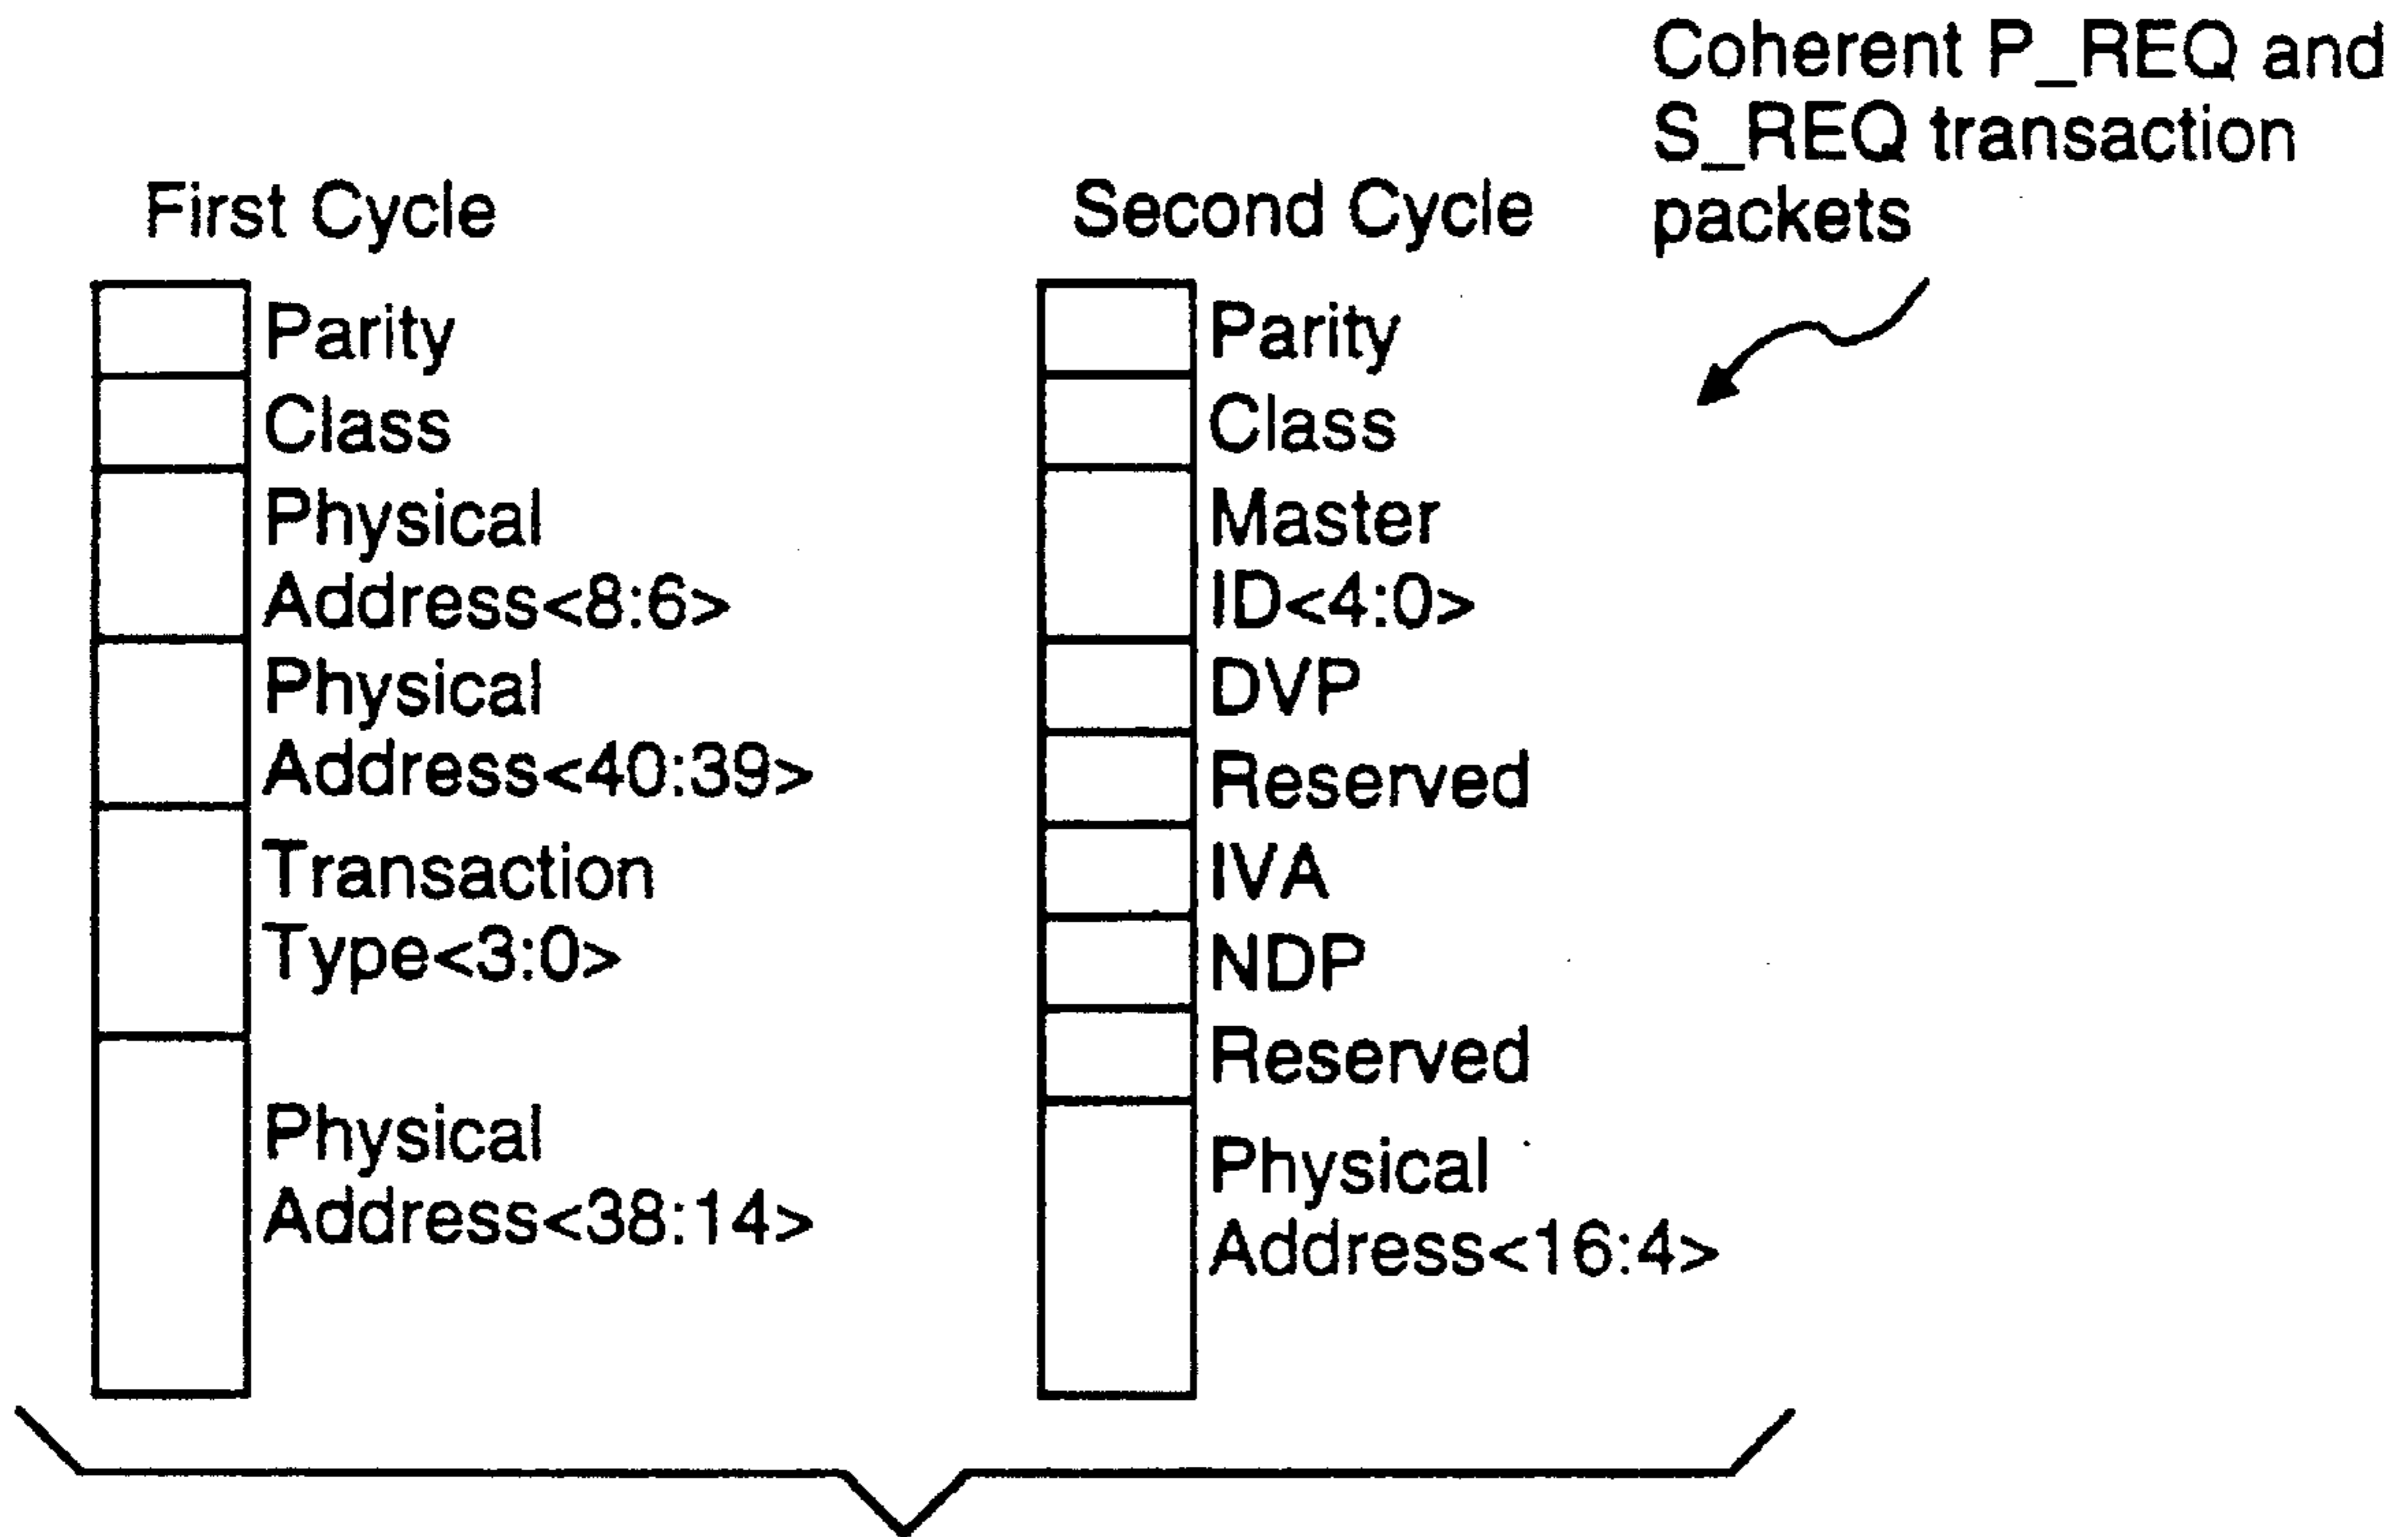 Coherent P_REQ and
S_REQ transaction
packets
First Cycle
Parity
Class
Physical
Address<8:6>
Physical
Address<40:39>
Transaction
Type<3:0>
Physical
Address<38:14>
Second Cycle
Parity
Class
Master
ID<4:0>
DVP
Reserved
IVA
NDP
Reserved
Physical
Address<16:4>